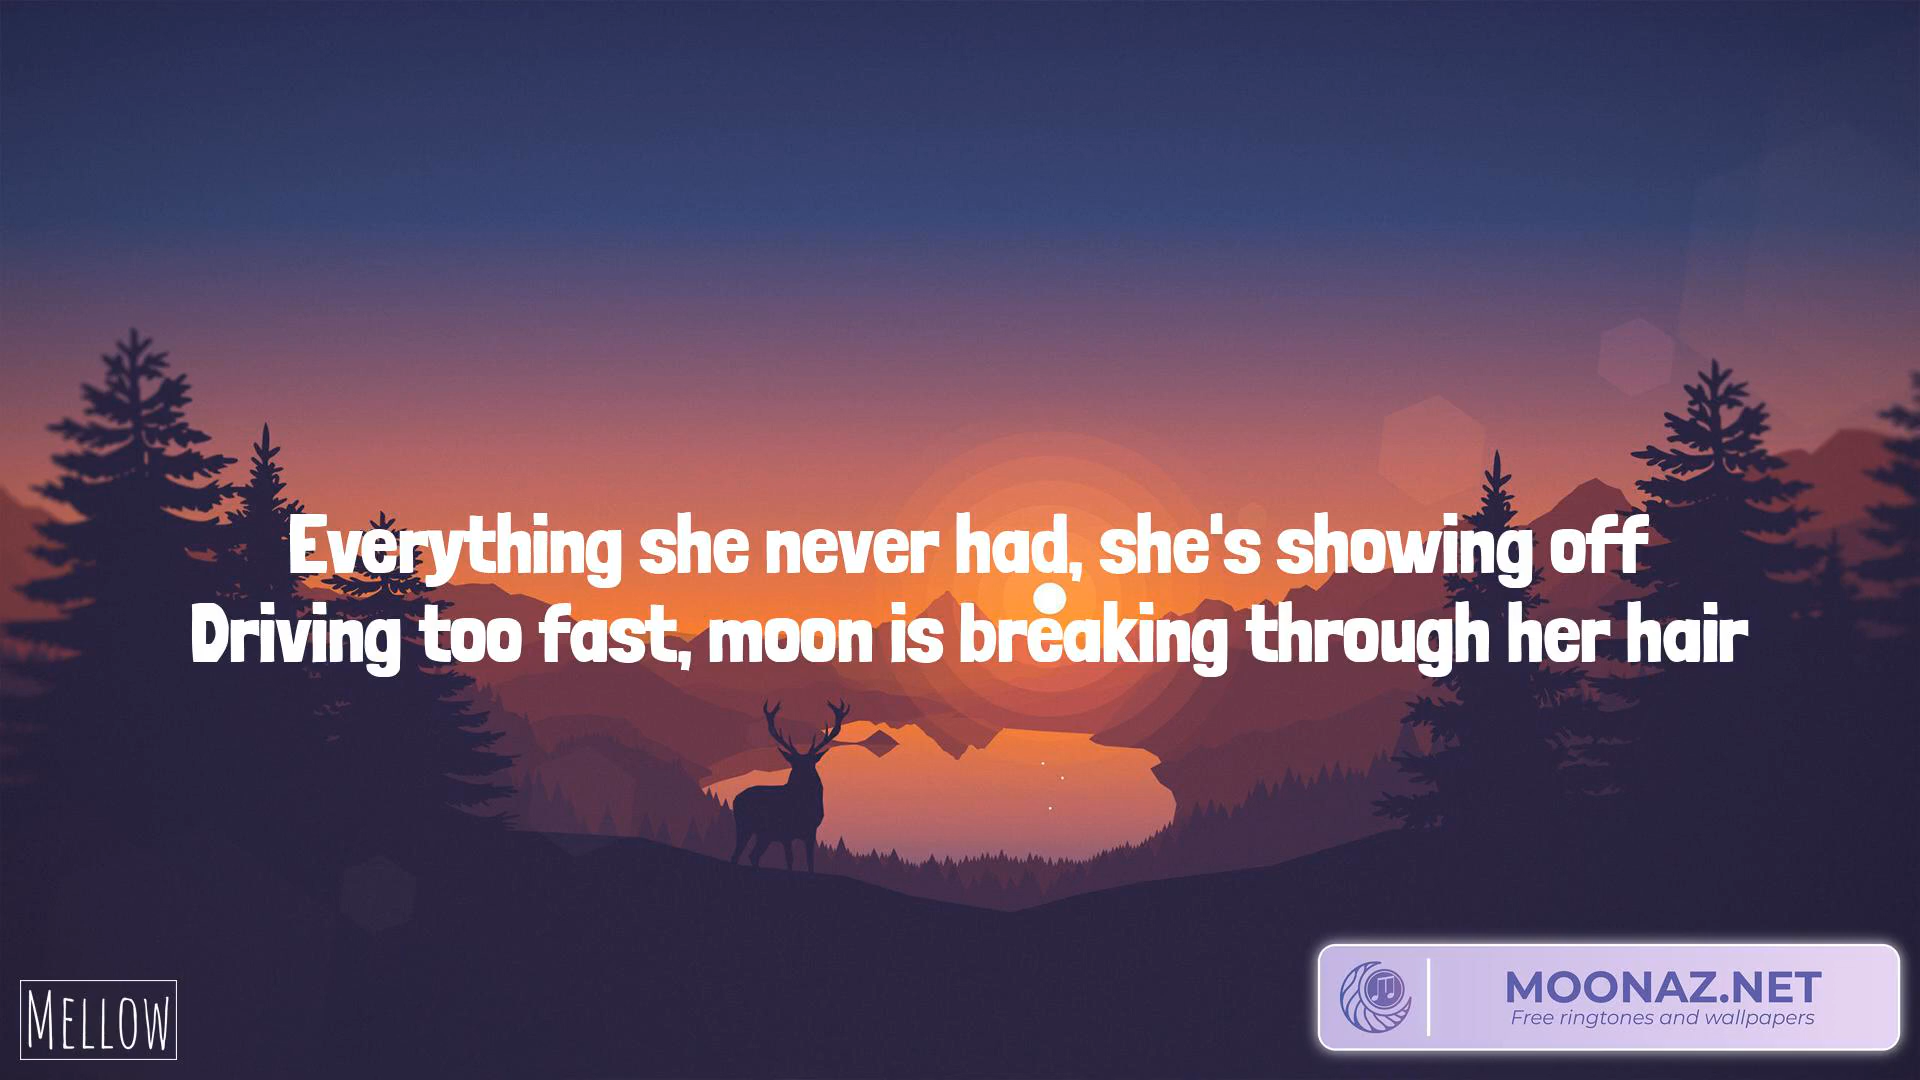 Everything she never had, she's showing off
Driving too fast, moon is breaking through her hair
MELLOW
MOONAZ.NET
Free ringtones and wallpapers